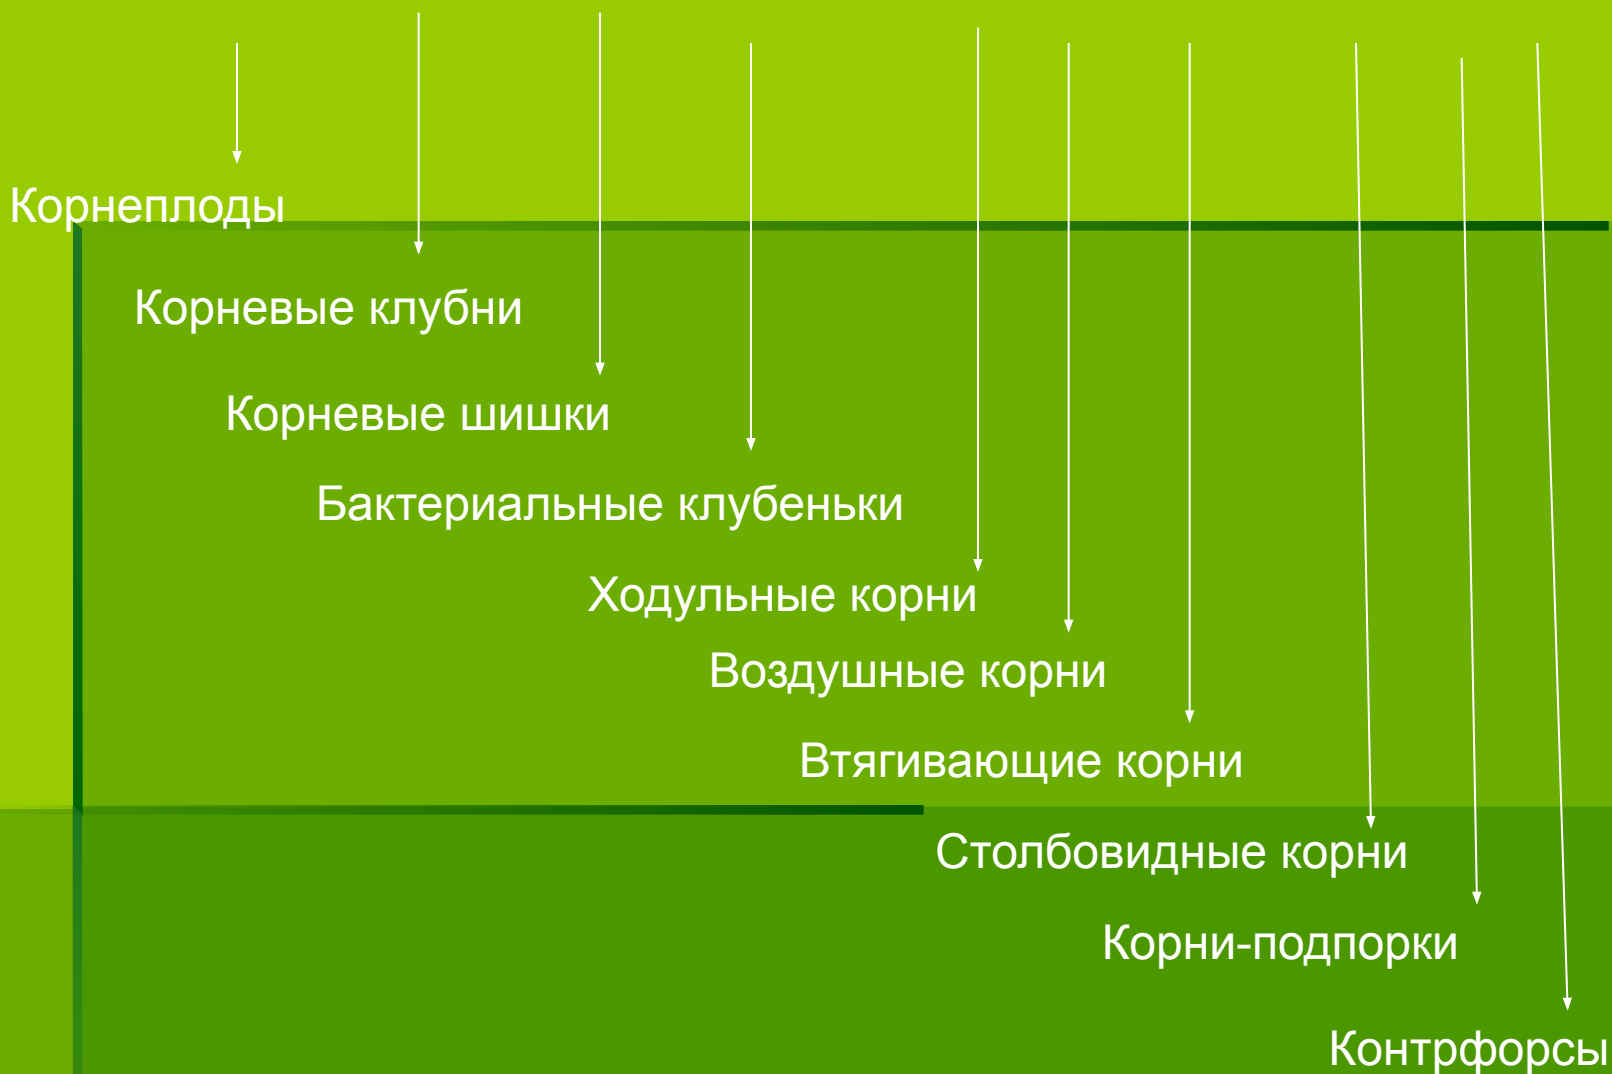 Корнеплоды
Корневые клубни
Корневые шишки
Бактериальные клубеньки
Ходульные корни
Воздушные корни
Втягивающие корни
Столбовидные корни
Корни-подпорки
Контрфорсы